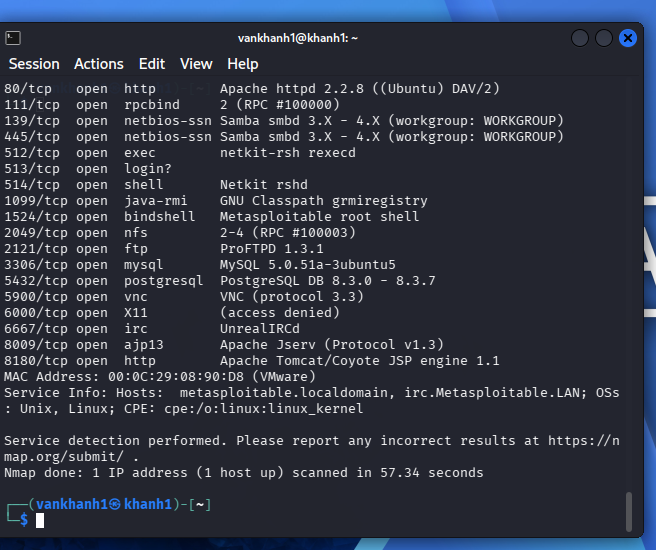 vankhanh1@khanh1: ~
Session Actions Edit View Help
80/tcp open http Apache httpd 2.2.8 ((Ubuntu) DAV/2)
111/tcp open rpcbind 2 (RPC #100000)
139/tcp open netbios-ssn Samba smbd 3.X - 4.X (workgroup: WORKGROUP)
445/tcp open netbios-ssn Samba smbd 3.X - 4.X (workgroup: WORKGROUP)
512/tcp open exec netkit-rsh rexecd
513/tcp open login?
514/tcp open shell Netkit rshd
1099/tcp open java-rmi GNU Classpath grmiregistry
1524/tcp open bindshell Metasploitable root shell
2049/tcp open nfs 2-4 (RPC #100003)
2121/tcp open ftp ProFTPD 1.3.1
3306/tcp open mysql MySQL 5.0.51a-3ubuntu5
5432/tcp open postgresql PostgreSQL DB 8.3.0 - 8.3.7
5900/tcp open vnc VNC (protocol 3.3)
6000/tcp open X11 (access denied)
6667/tcp open irc UnrealIRCd
8009/tcp open ajp13 Apache Jserv (Protocol v1.3)
8180/tcp open http Apache Tomcat/Coyote JSP engine 1.1
MAC Address: 00:0C:29:08:90:D8 (VMware)
Service Info: Hosts:  metasploitable.localdomain, irc.Metasploitable.LAN; OSs
: Unix, Linux; CPE: cpe:/o:linux:linux_kernel
Service detection performed. Please report any incorrect results at https://n
map.org/submit/ .
Nmap done: 1 IP address (1 host up) scanned in 57.34 seconds
┌──(vankhanh1㉿khanh1)-[~]
└─$